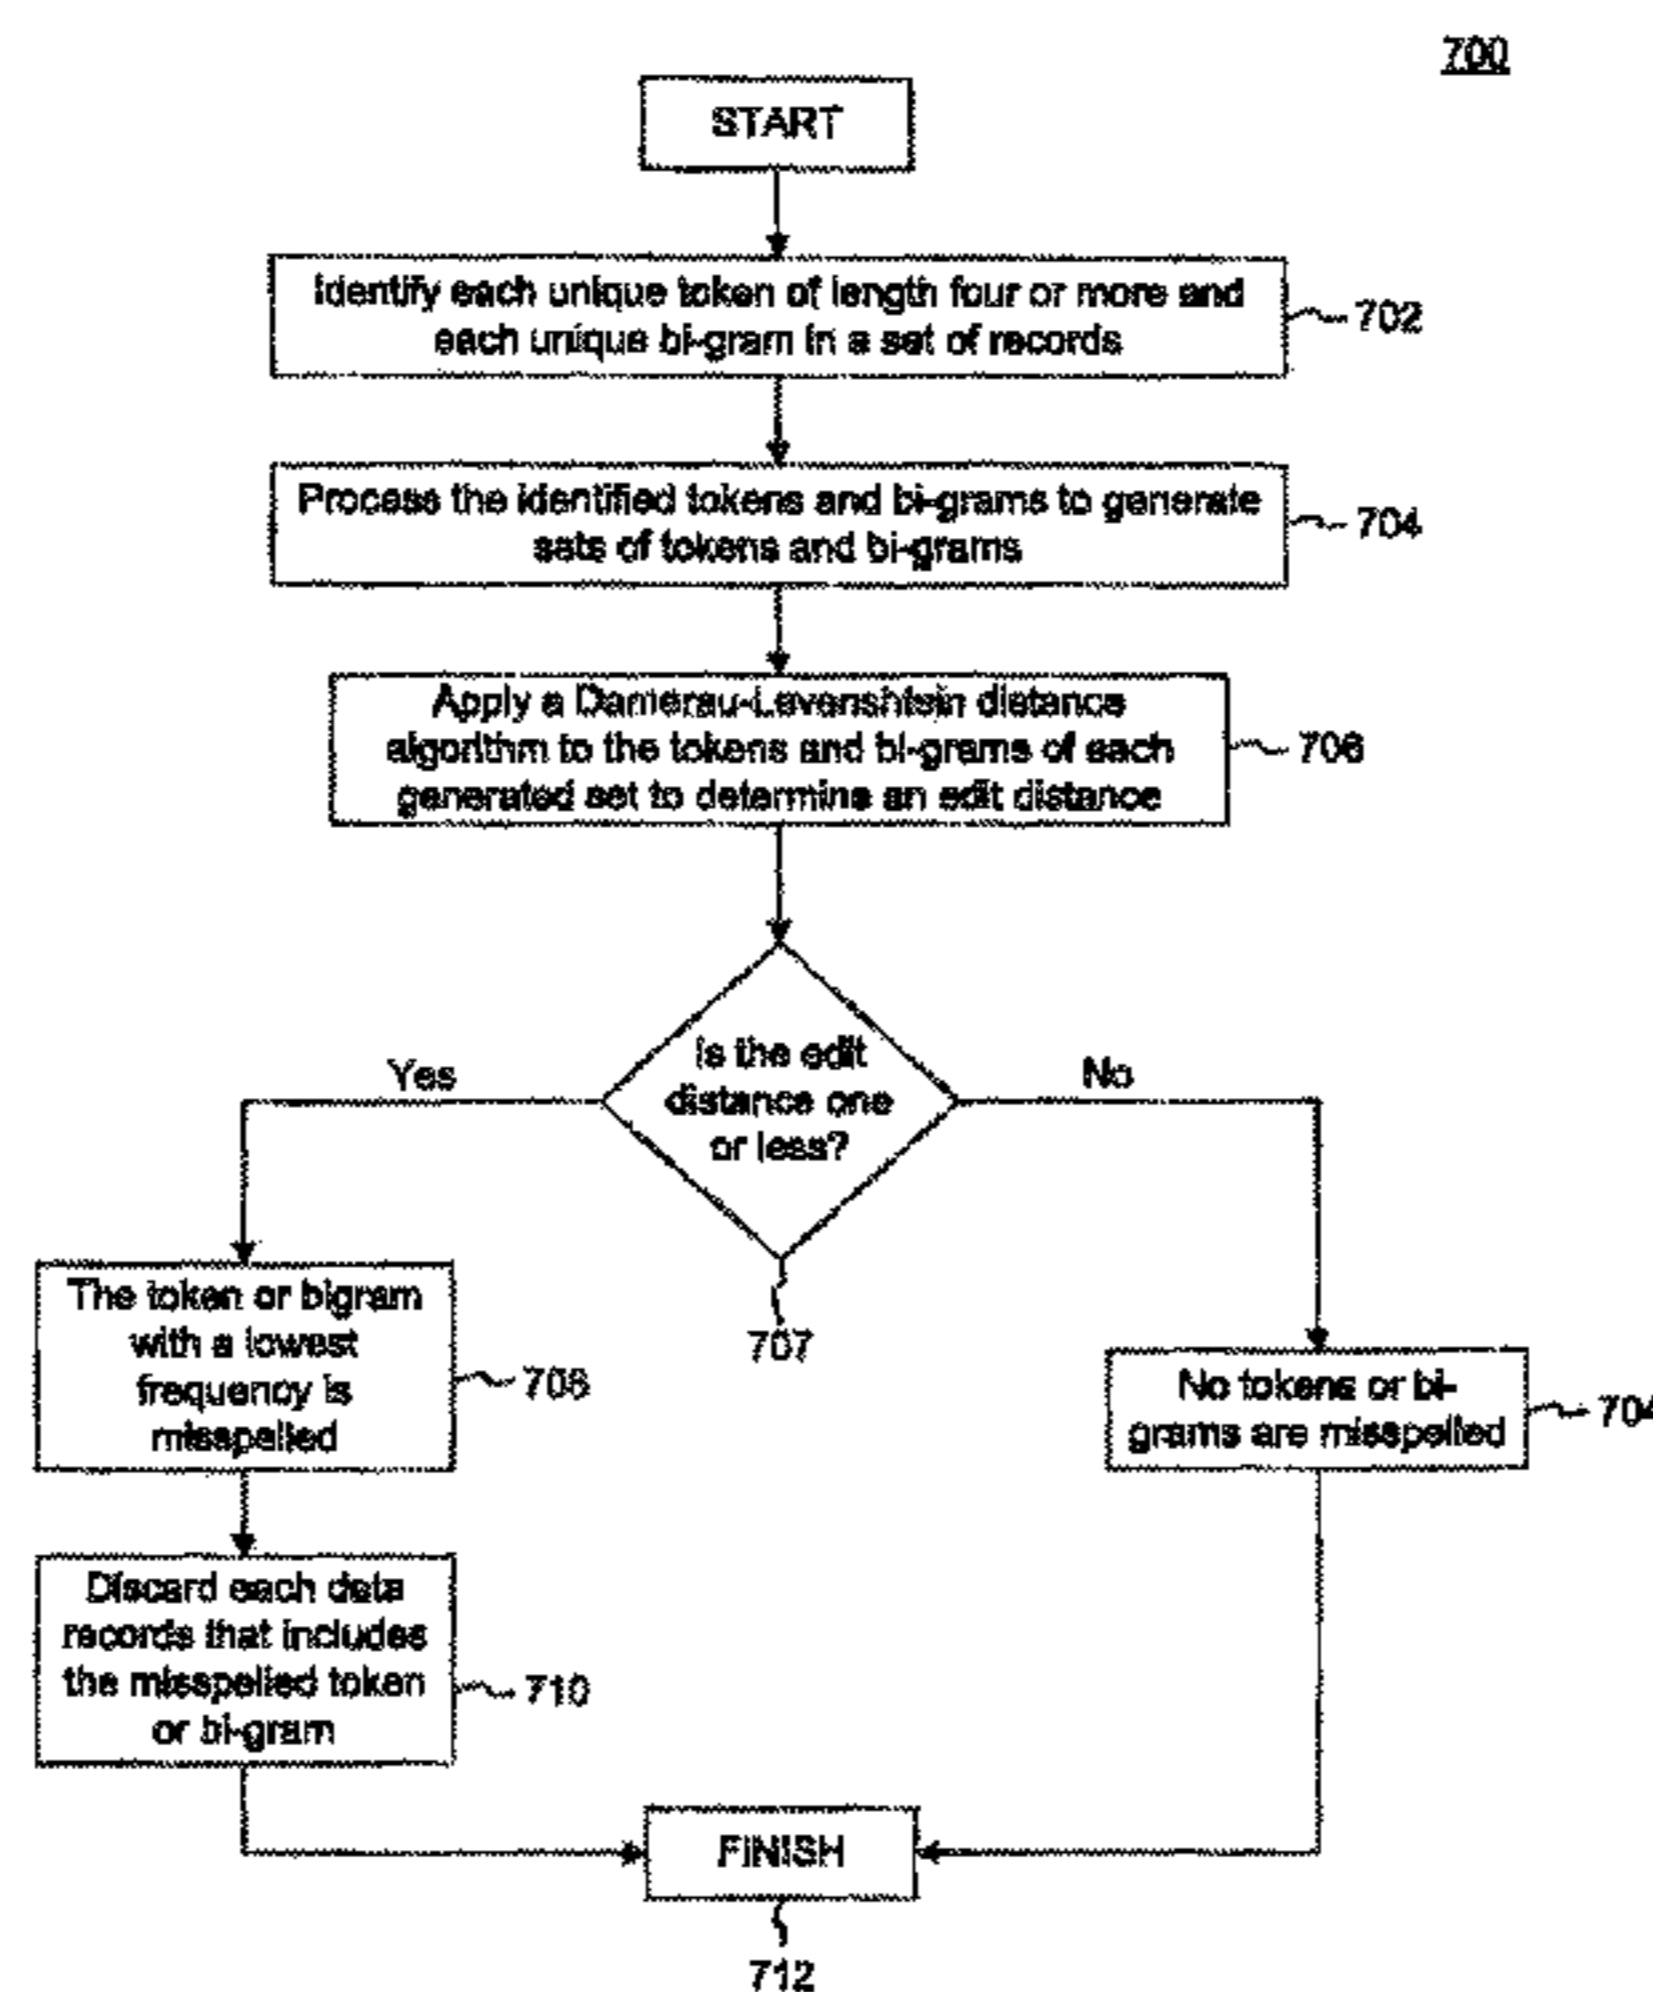 700
START
Identify each unique token of length four or more and
each unique bi-gram in a set of records
702
Process the identified tokens and bi-grams to generate
sets of tokens and bi-grams
704
Apply a Damerau-Levenshtein distance
algorithm to the tokens and bi-grams of each
generated set to determine an edit distance
706
Is the edit
distance one
or less?
Yes
No
707
The token or bigram
with a lowest
frequency is
misspelled
No tokens or bi-
grams are misspelled
704
Discard each data
records that includes
the misspelled token
or bi-gram
710
FINISH
712